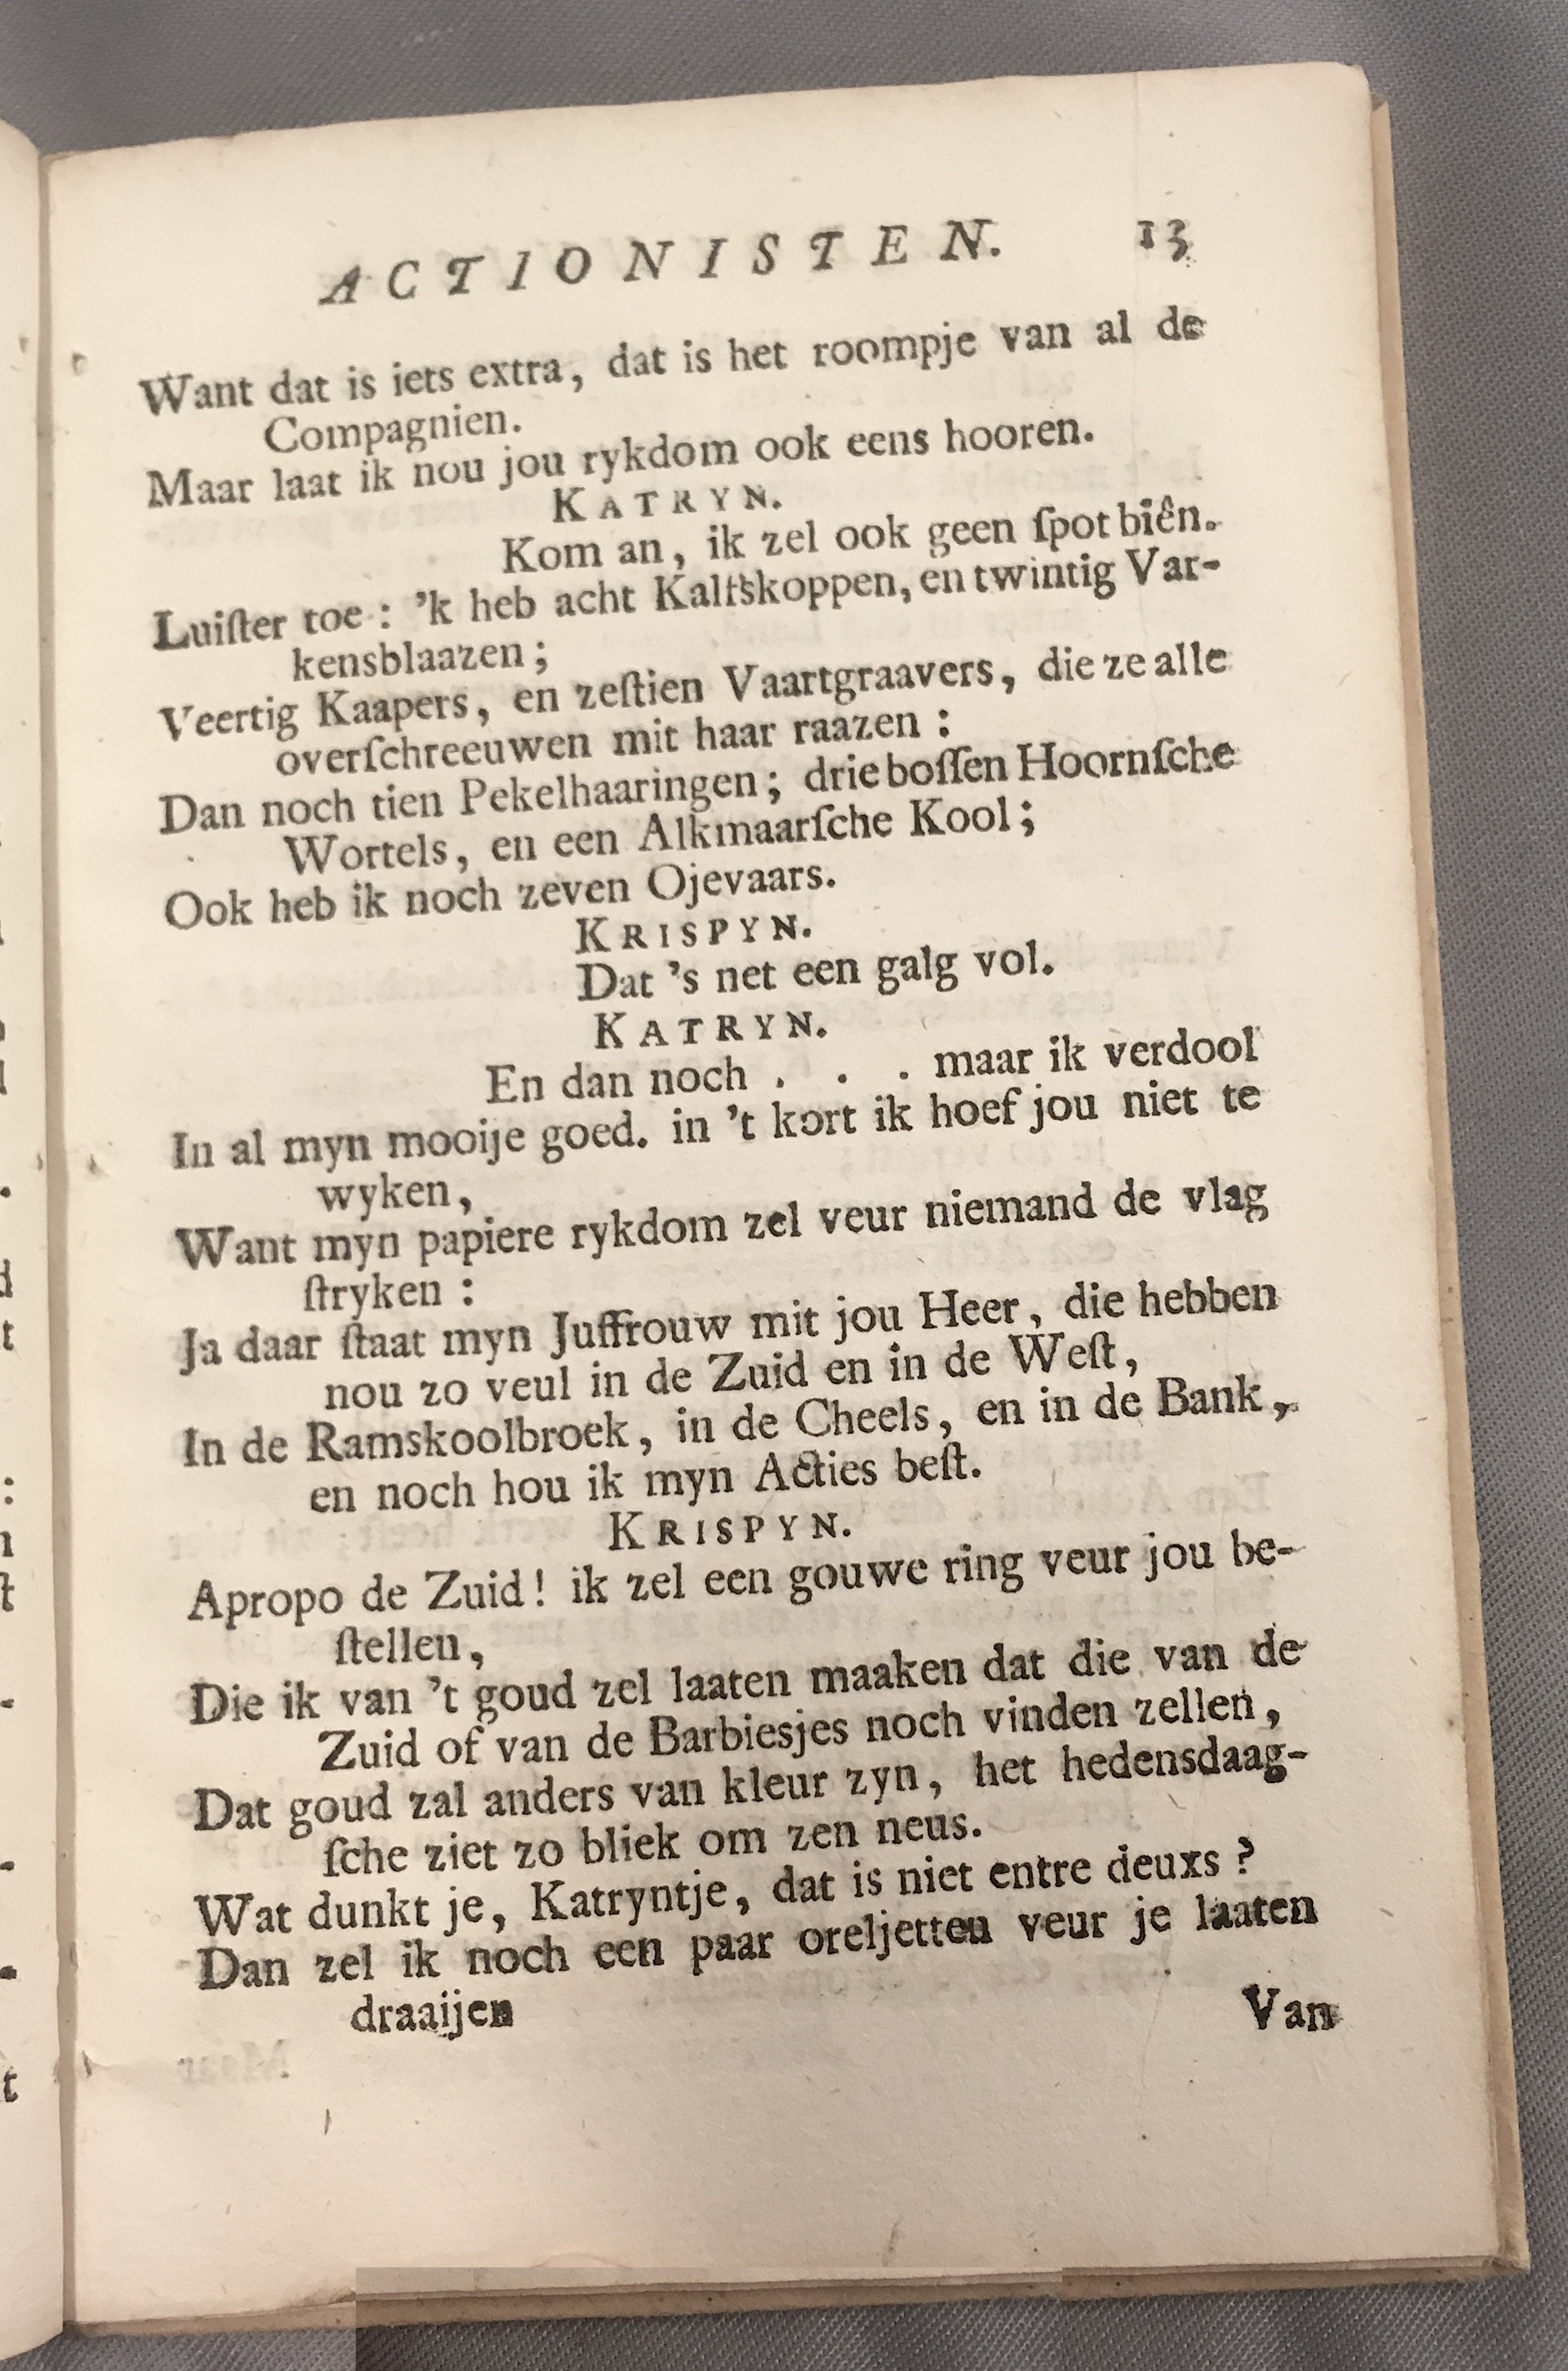 ACTIONISTEN. 13
Want dat is iets extra, dat is het roompje van al de
Compagnien.
Maar laat ik nou jou rykdom ook eens hooren.
KATRYN.
Kom an, ik zel ook geen ſpot biên.
Luiſter toe: 'k heb acht Kalfskoppen, en twintig Var-
kensblaazen;
Veertig Kaapers, en zeſtien Vaartgraavers, die ze alle
overſchreeuwen mit haar raazen:
Dan noch tien Pekelhaaringen; drie boſſen Hoornſche
Wortels, en een Alkmaarſche Kool;
Ook heb ik noch zeven Ojevaars.
KRISPYN.
Dat 's net een galg vol.
KATRYN.
En dan noch . . . maar ik verdool
In al myn mooije goed. in 't kort ik hoef jou niet te
wyken,
Want myn papiere rykdom zel veur niemand de vlag
ſtryken:
Ja daar ſtaat myn Juffrouw mit jou Heer, die hebben
nou zo veul in de Zuid en in de Weſt,
In de Ramskoolbroek, in de Cheels, en in de Bank,
en noch hou ik myn Acties beſt.
KRISPYN.
Apropo de Zuid! ik zel een gouwe ring veur jou be-
ſtellen,
Die ik van 't goud zel laaten maaken dat die van de
Zuid of van de Barbiesjes noch vinden zellen,
Dat goud zal anders van kleur zyn, het hedensdaag-
ſche ziet zo bliek om zen neus.
Wat dunkt je, Katryntje, dat is niet entre deuxs?
Dan zel ik noch een paar oreljetten veur je laaten
draaijen
Van